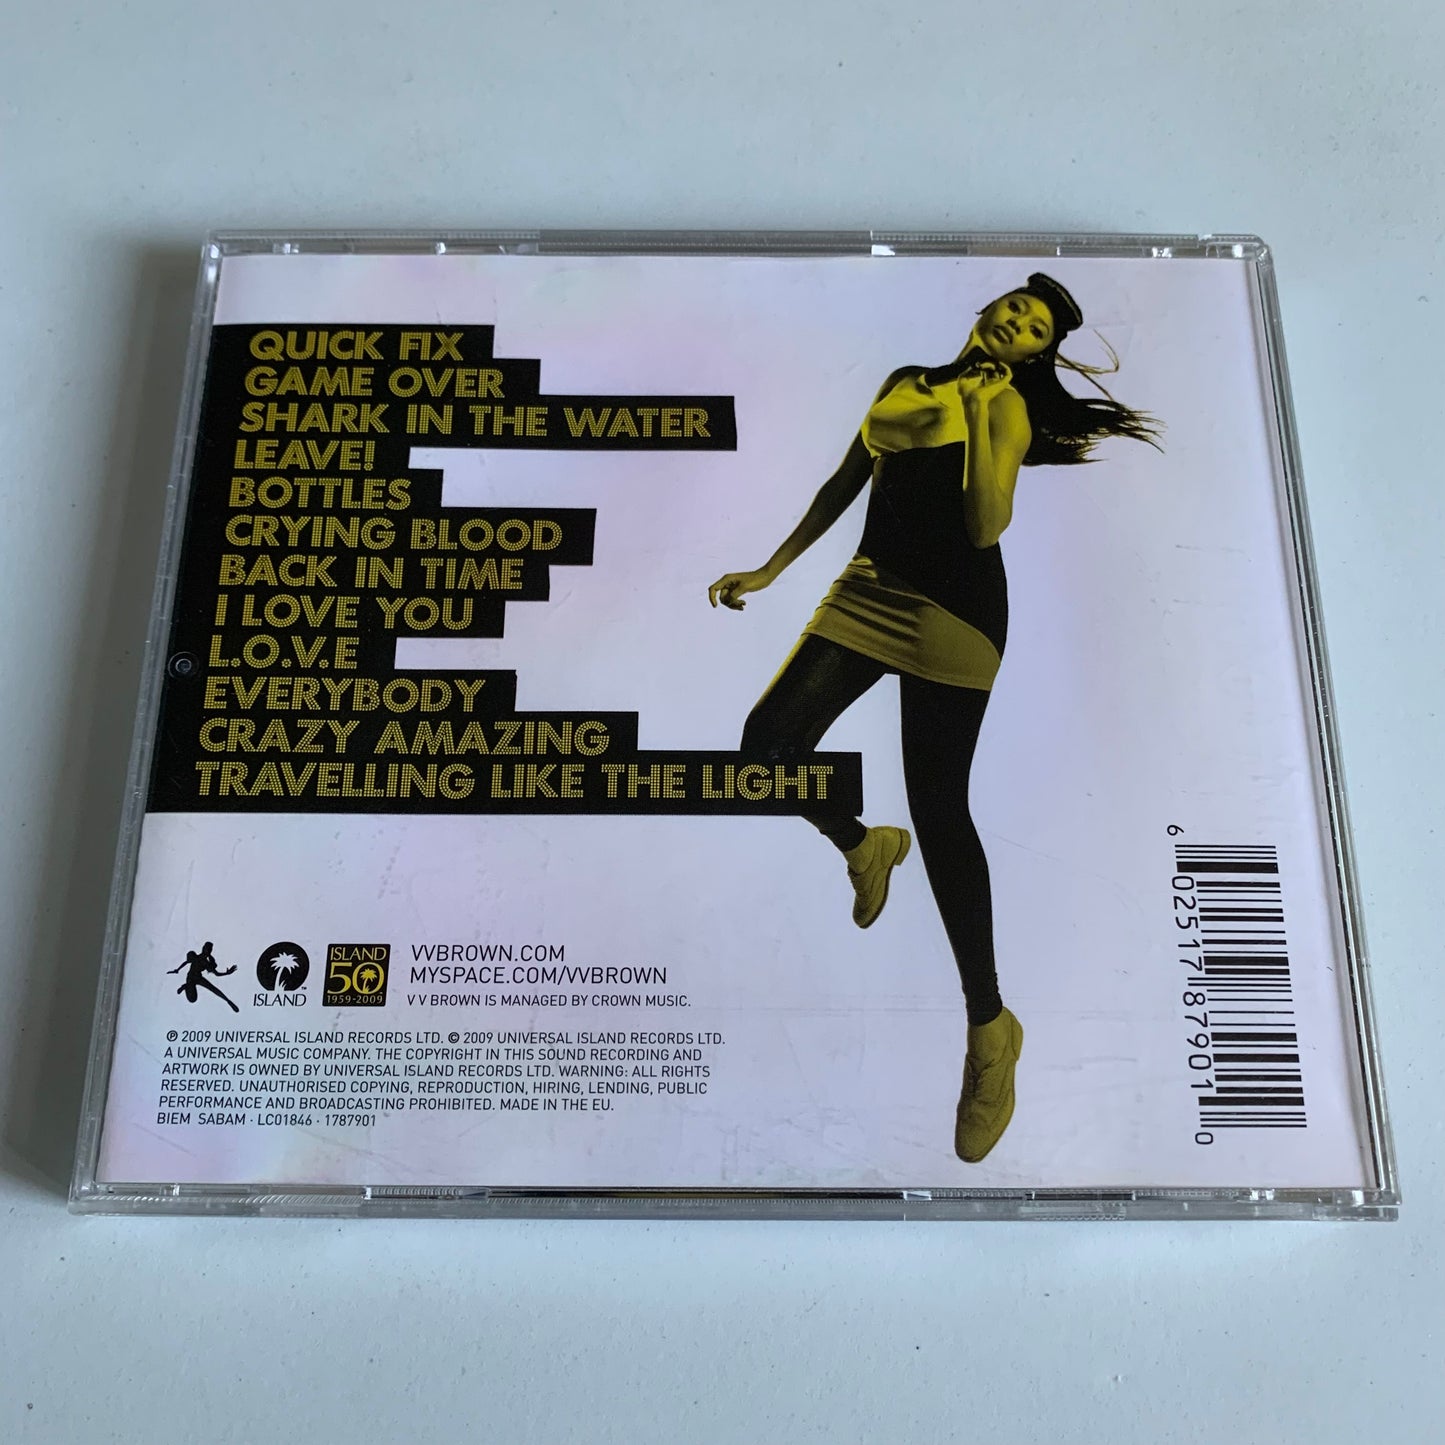 QUICK FIX
GAME OVER
SHARK IN THE WATER
LEAVE!
BOTTLES
CRYING BLOOD
BACK IN TIME
I LOVE YOU
L.O.V.E
EVERYBODY
CRAZY AMAZING
TRAVELLING LIKE THE LIGHT
ISLAND™
ISLAND
50
1959-2009
VVBROWN.COM
MYSPACE.COM/VVBROWN
V V BROWN IS MANAGED BY CROWN MUSIC.
℗ 2009 UNIVERSAL ISLAND RECORDS LTD. © 2009 UNIVERSAL ISLAND RECORDS LTD.
A UNIVERSAL MUSIC COMPANY. THE COPYRIGHT IN THIS SOUND RECORDING AND
ARTWORK IS OWNED BY UNIVERSAL ISLAND RECORDS LTD. WARNING: ALL RIGHTS
RESERVED. UNAUTHORISED COPYING, REPRODUCTION, HIRING, LENDING, PUBLIC
PERFORMANCE AND BROADCASTING PROHIBITED. MADE IN THE EU.
BIEM SABAM · LC01846 · 1787901
6 02517 87901 0